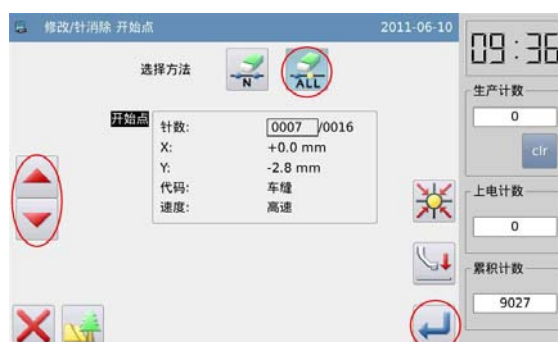 修改/针消除 开始点 2011-06-10
09:36
选择方法
N ALL
生产计数
0
clr
开始点
针数: 0007 /0016
X: +0.0 mm
Y: -2.8 mm
代码: 车缝
速度: 高速
上电计数
0
累积计数
9027